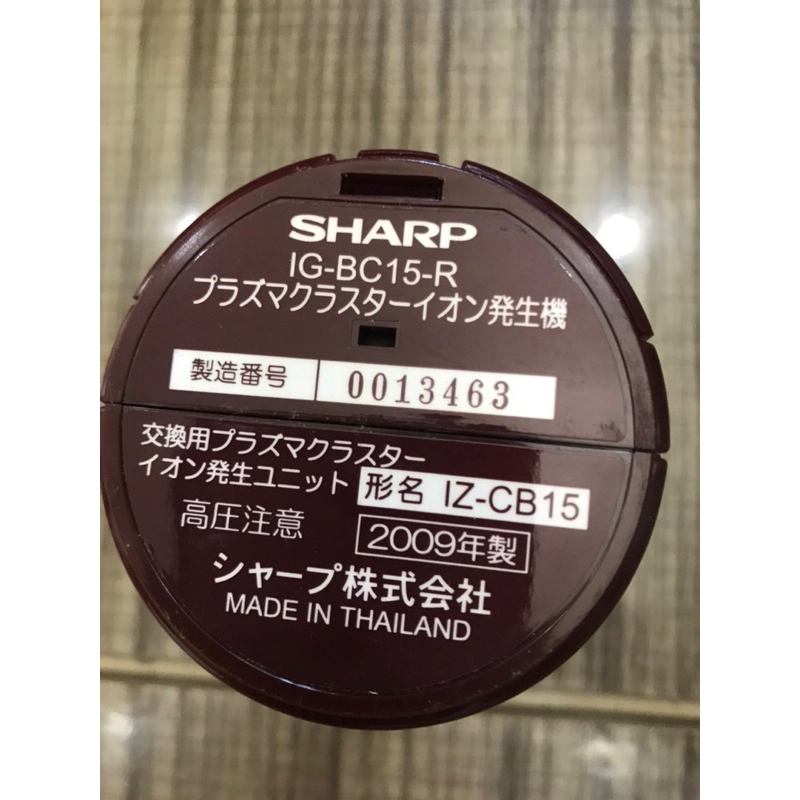 SHARP
IG-BC15-R
プラズマクラスターイオン発生機
製造番号 0013463
交換用プラズマクラスター
イオン発生ユニット 形名 IZ-CB15
高圧注意 2009年製
シャープ株式会社
MADE IN THAILAND